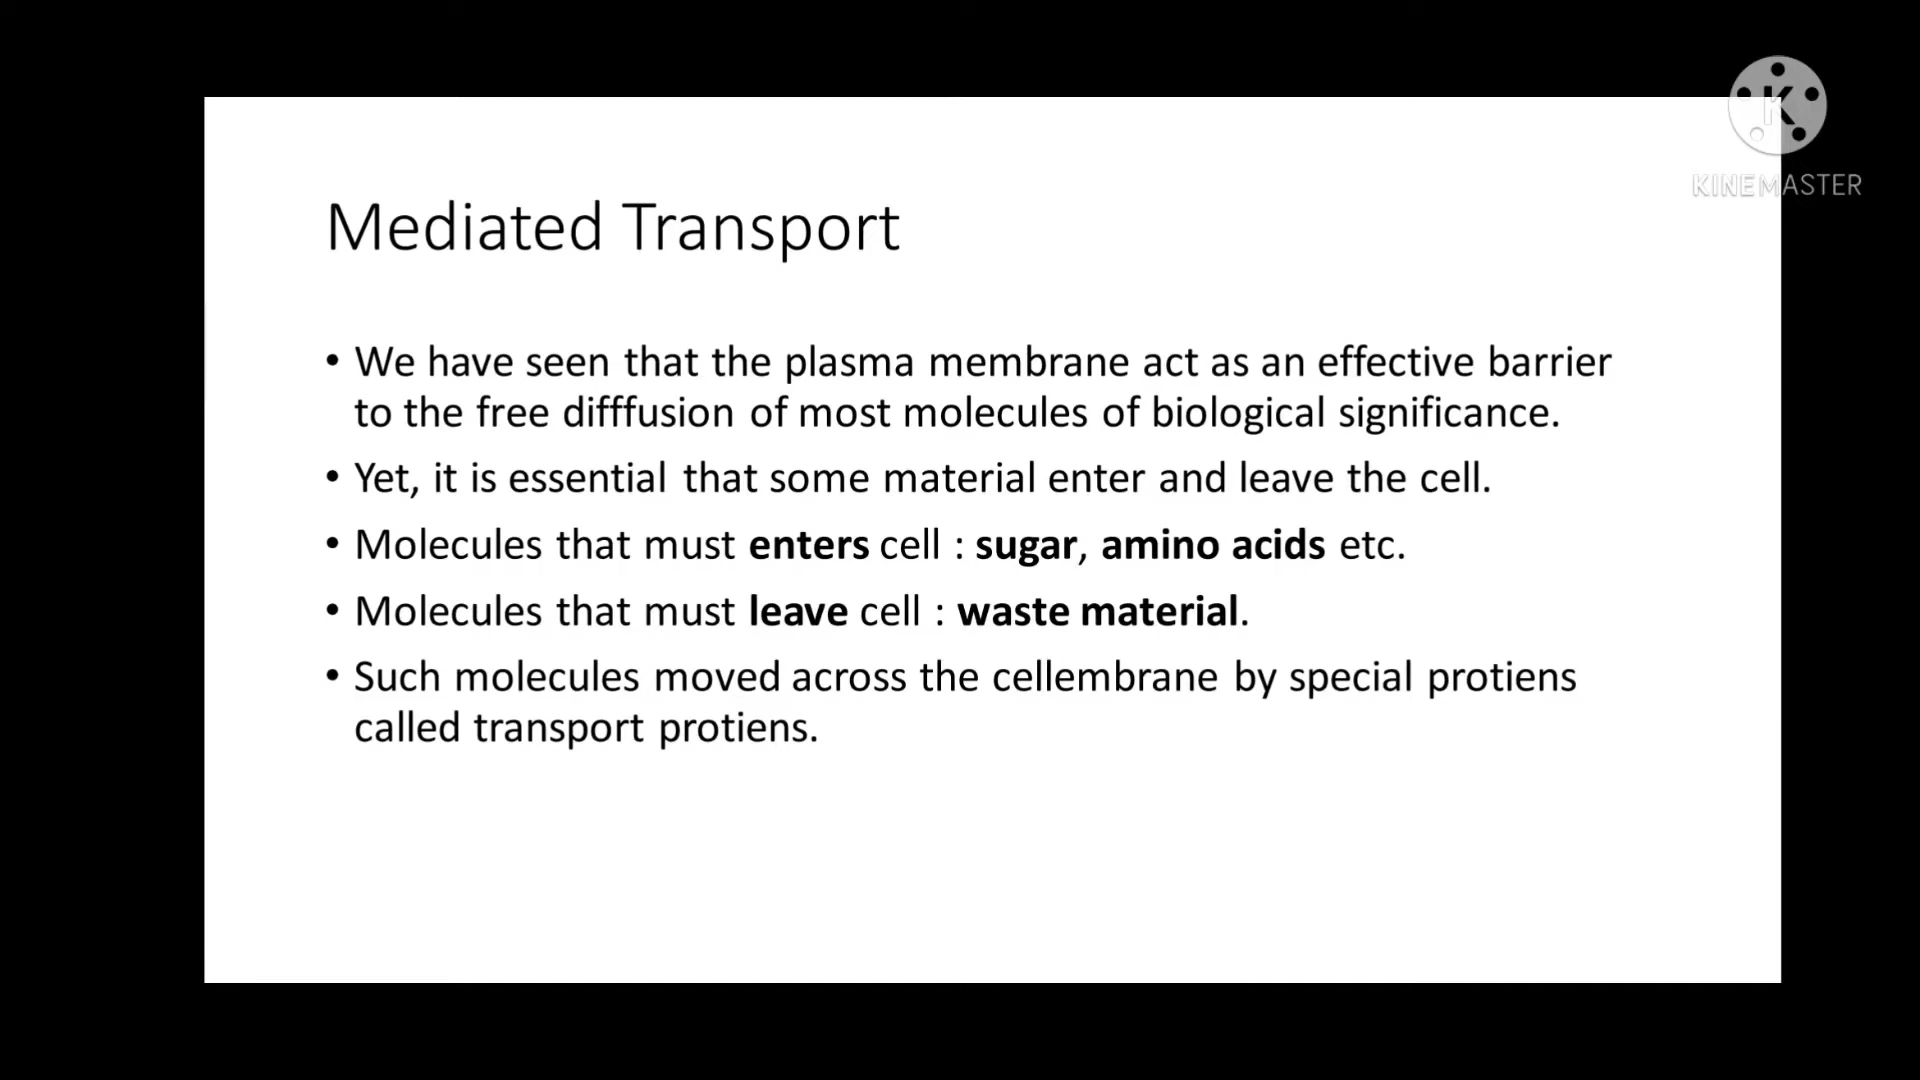 K
KINEMASTER
Mediated Transport
• We have seen that the plasma membrane act as an effective barrier
to the free difffusion of most molecules of biological significance.
• Yet, it is essential that some material enter and leave the cell.
• Molecules that must enters cell : sugar, amino acids etc.
• Molecules that must leave cell : waste material.
• Such molecules moved across the cellembrane by special protiens
called transport protiens.